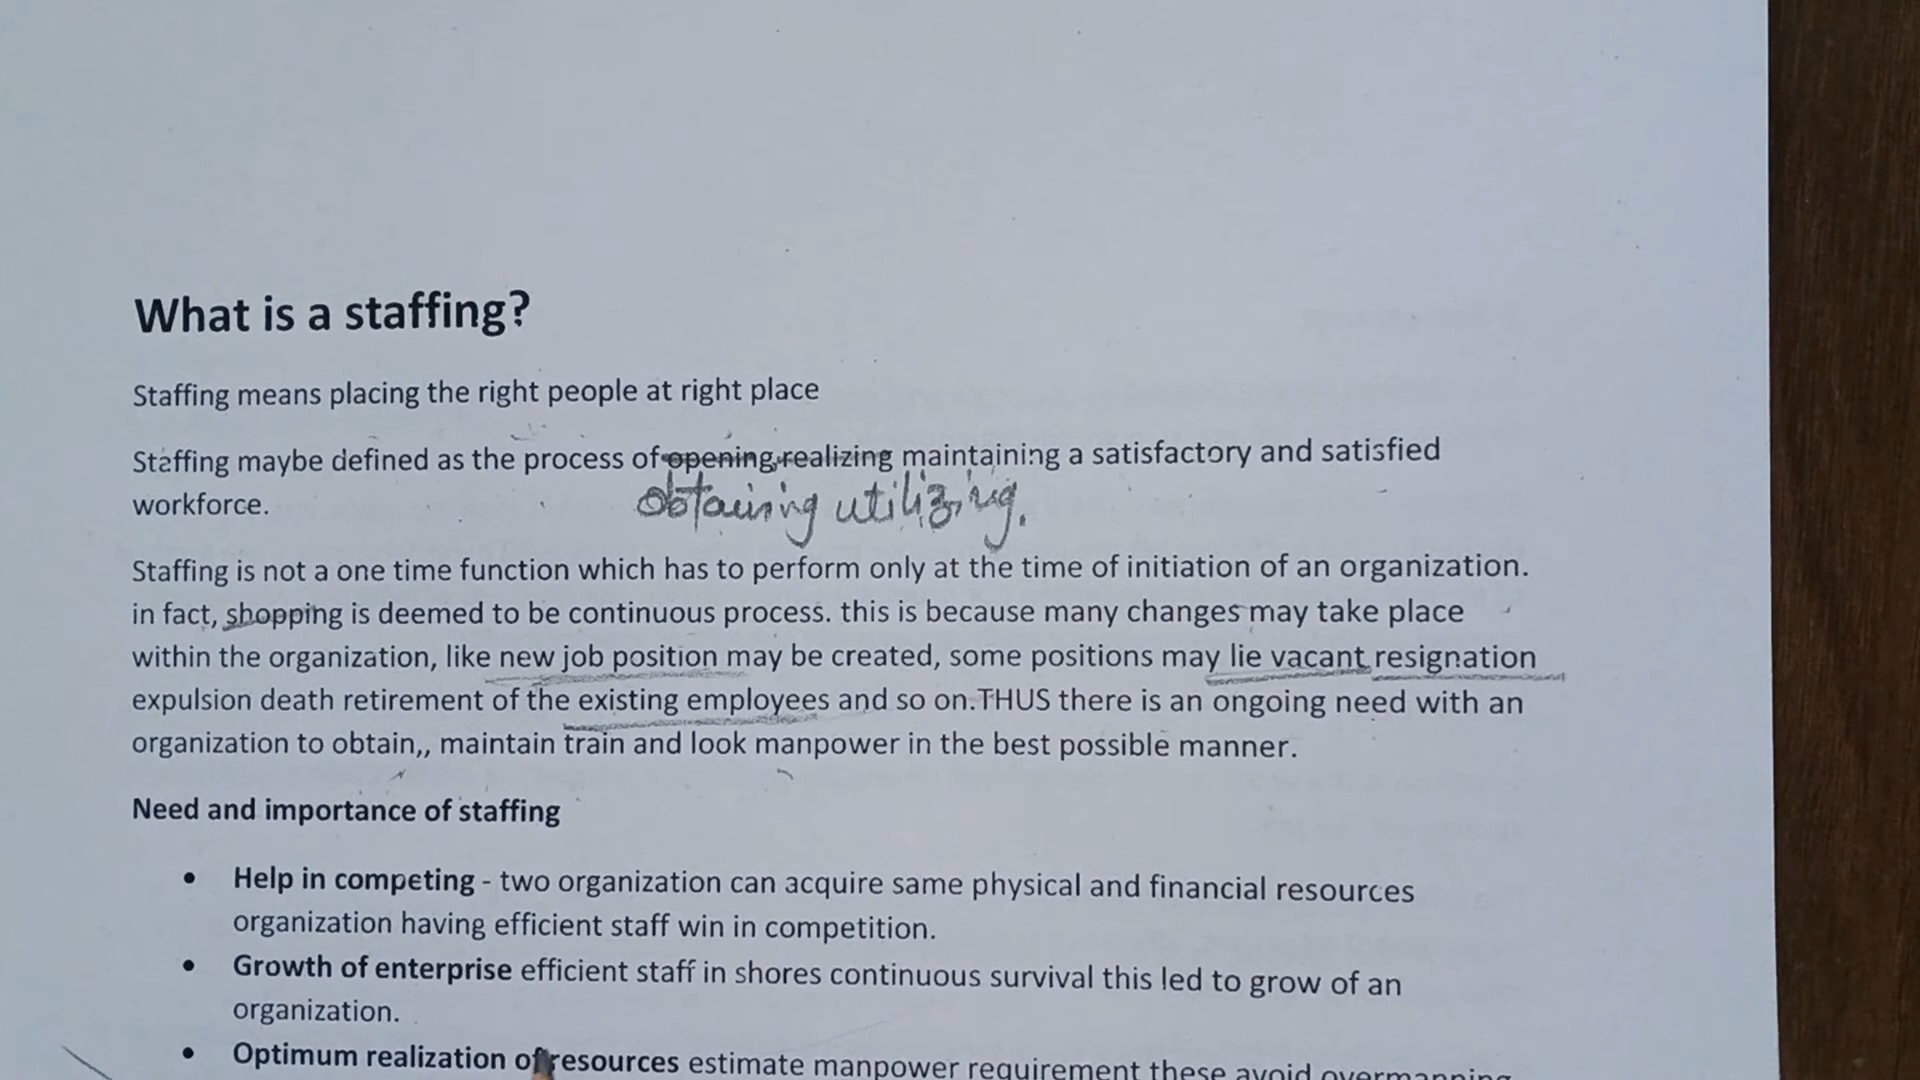 What is a staffing?
Staffing means placing the right people at right place
Staffing maybe defined as the process of opening,realizing maintaining a satisfactory and satisfied
obtaining utilizing.
workforce.
Staffing is not a one time function which has to perform only at the time of initiation of an organization.
in fact, shopping is deemed to be continuous process. this is because many changes may take place
within the organization, like new job position may be created, some positions may lie vacant resignation
expulsion death retirement of the existing employees and so on.THUS there is an ongoing need with an
organization to obtain,, maintain train and look manpower in the best possible manner.
Need and importance of staffing
• Help in competing - two organization can acquire same physical and financial resources
organization having efficient staff win in competition.
• Growth of enterprise efficient staff in shores continuous survival this led to grow of an
organization.
• Optimum realization of resources estimate manpower requirement these avoid overmanning